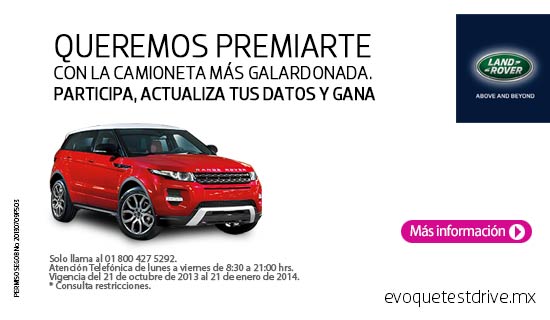 QUEREMOS PREMIARTE
CON LA CAMIONETA MÁS GALARDONADA.
PARTICIPA, ACTUALIZA TUS DATOS Y GANA
LAND
ROVER
ABOVE AND BEYOND
RANGE ROVER
Más información
Solo llama al 01 800 427 5292.
Atención Telefónica de lunes a viernes de 8:30 a 21:00 hrs.
Vigencia del 21 de octubre de 2013 al 21 de enero de 2014.
* Consulta restricciones.
evoquetestdrive.mx